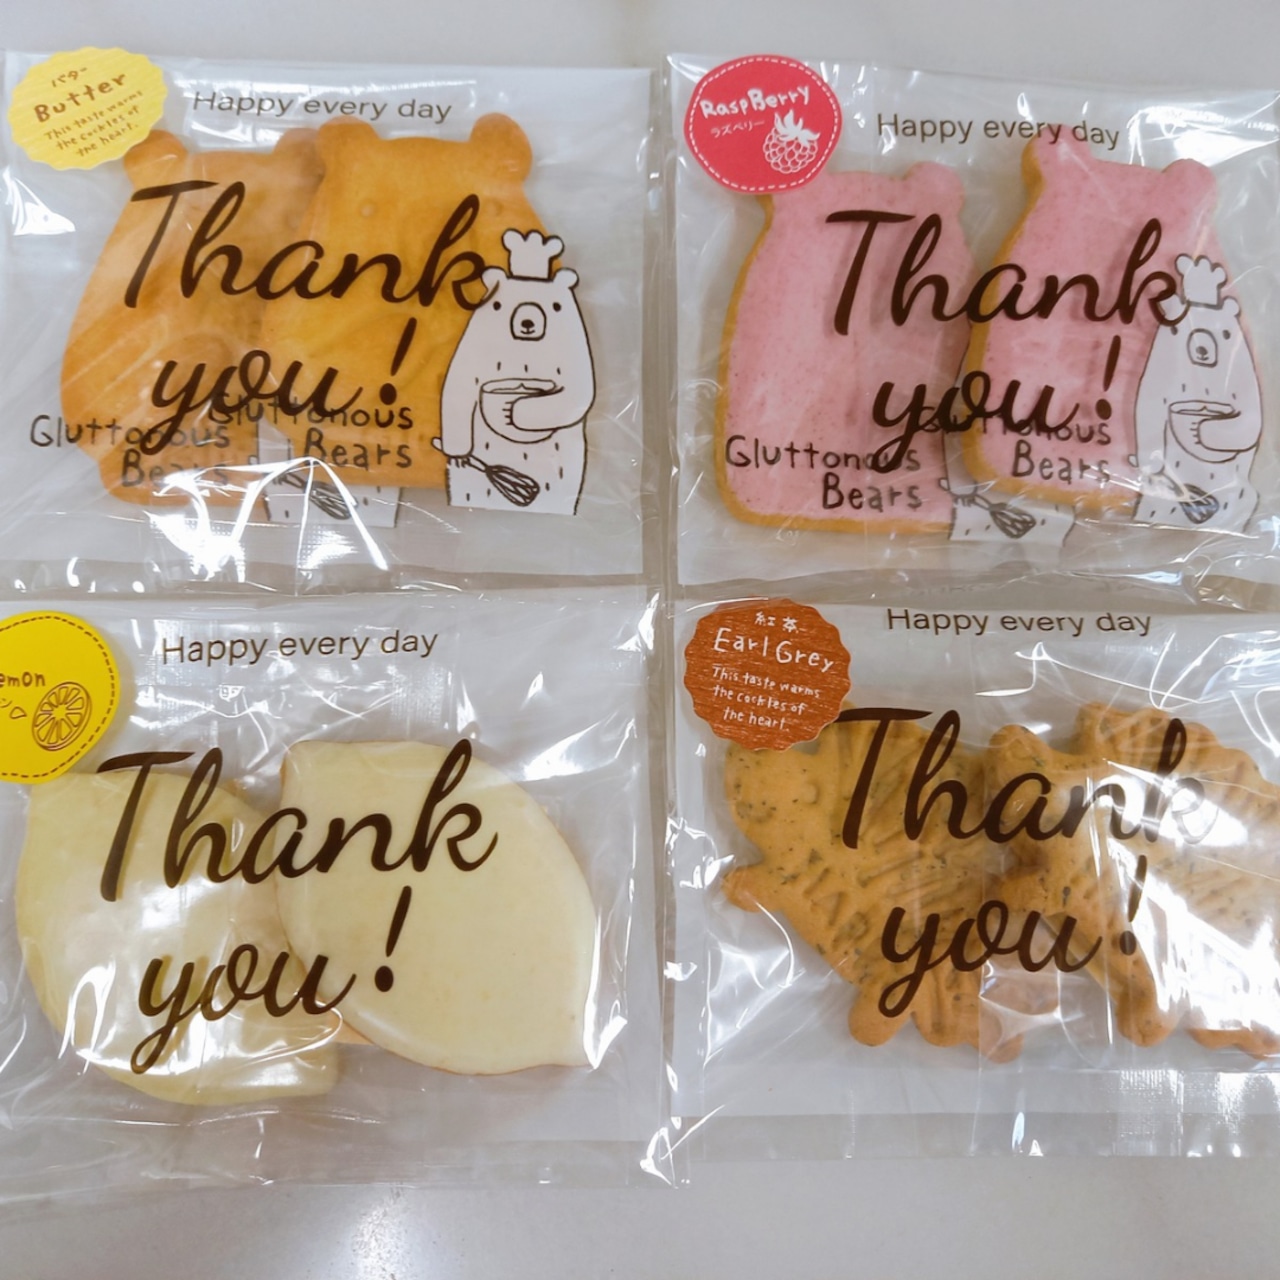 バター
Butter
This taste warms
the cockles of
the heart.
Happy every day
Thank
you!
Gluttonous
Bears
Gluttonous
Bears
RaspBerry
ラズベリー
Happy every day
Thank
you!
Gluttonous
Bears
Gluttonous
Bears
emon
ン
Happy every day
Thank
you!
紅茶
Earl Grey
This taste warms
the cockles of
the heart
Happy every day
Thank
you!